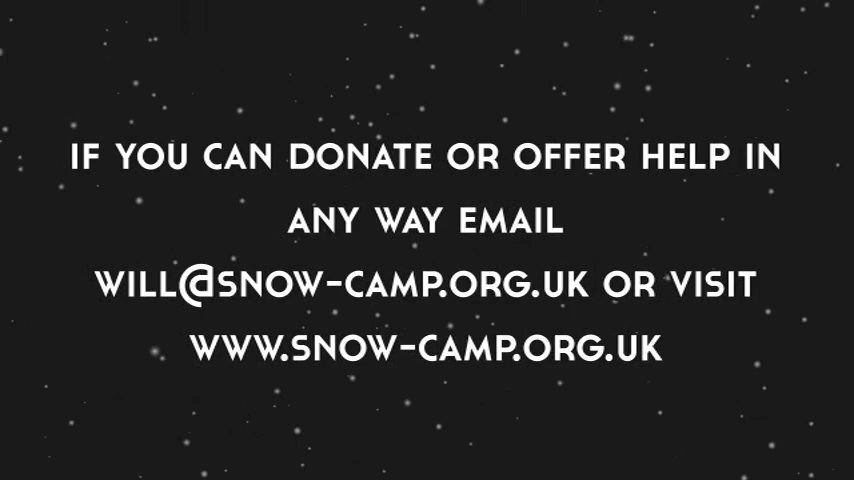 IF YOU CAN DONATE OR OFFER HELP IN
ANY WAY EMAIL
WILL@SNOW-CAMP.ORG.UK OR VISIT
WWW.SNOW-CAMP.ORG.UK